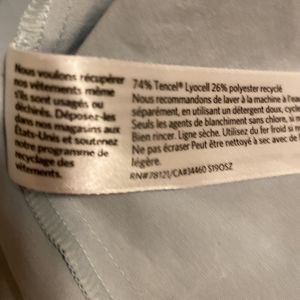 Nous voulons récupérer
nos vêtements même
s'ils sont usagés ou
déchirés. Déposez-les
dans nos magasins aux
États-Unis et soutenez
notre programme de
recyclage des
vêtements.
74% Tencel® Lyocell 26% polyester recyclé
Nous recommandons de laver à la machine à l'eau
séparément, en utilisant un détergent doux, cycle
Seuls les agents de blanchiment sans chlore, si
Bien rincer. Ligne sèche. Utilisez du fer froid si
Ne pas écraser Peut être nettoyé à sec avec de
légère.
RN#78121/CA#34460 S19OSZ